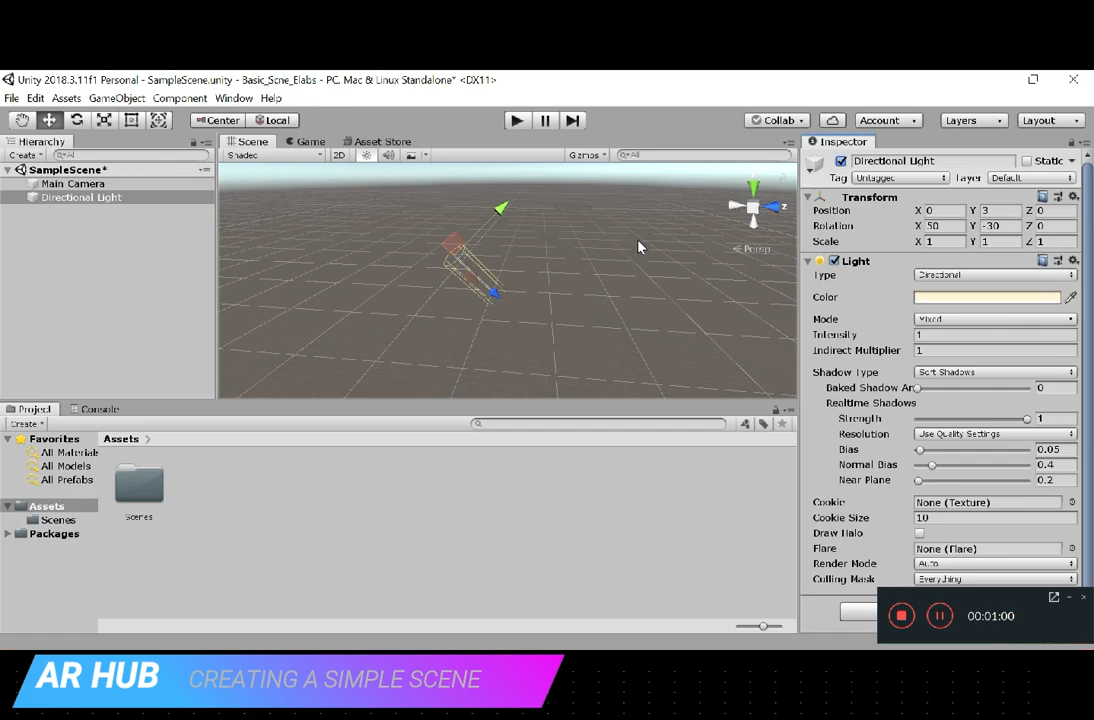 Unity 2018.3.11f1 Personal - SampleScene.unity - Basic_Scne_Elabs - PC, Mac & Linux Standalone* <DX11>
File Edit Assets GameObject Component Window Help
Center Local Collab Account Layers Layout
Hierarchy Scene Game Asset Store Inspector
Create All Shaded 2D Gizmos All Directional Light Static
SampleScene* Tag Untagged Layer Default
Main Camera
Directional Light
Transform
Position X 0 Y 3 Z 0
Rotation X 50 Y -30 Z 0
Scale X 1 Y 1 Z 1
z
Persp
Light
Type Directional
Color
Mode Mixed
Intensity 1
Indirect Multiplier 1
Shadow Type Soft Shadows
Baked Shadow An 0
Realtime Shadows
Strength 1
Resolution Use Quality Settings
Bias 0.05
Normal Bias 0.4
Near Plane 0.2
Cookie None (Texture)
Cookie Size 10
Draw Halo
Flare None (Flare)
Render Mode Auto
Culling Mask Everything
Project Console
Create
Favorites Assets
All Materials
All Models
All Prefabs
Assets
Scenes Scenes
Packages
00:01:00
AR HUB CREATING A SIMPLE SCENE